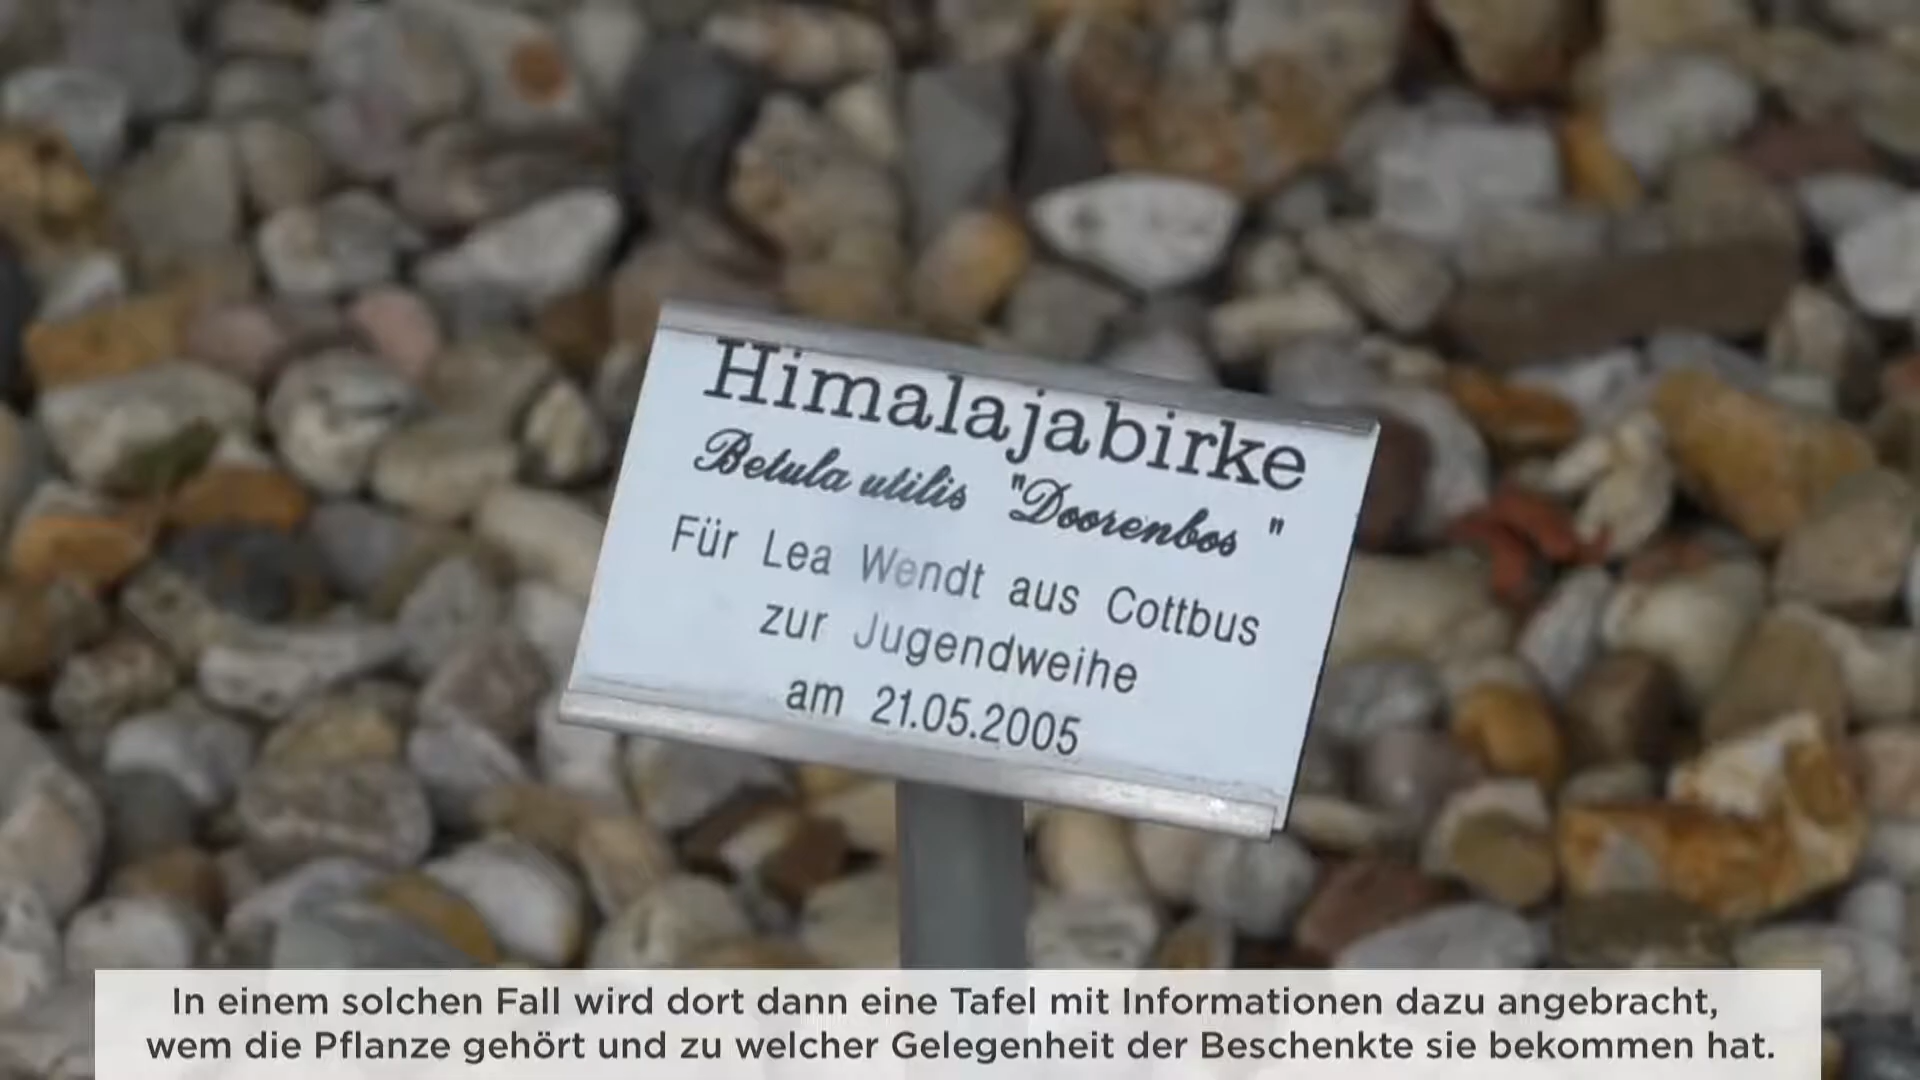 Himalajabirke
Betula utilis "Doorenbos "
Für Lea Wendt aus Cottbus
zur Jugendweihe
am 21.05.2005
In einem solchen Fall wird dort dann eine Tafel mit Informationen dazu angebracht,
wem die Pflanze gehört und zu welcher Gelegenheit der Beschenkte sie bekommen hat.